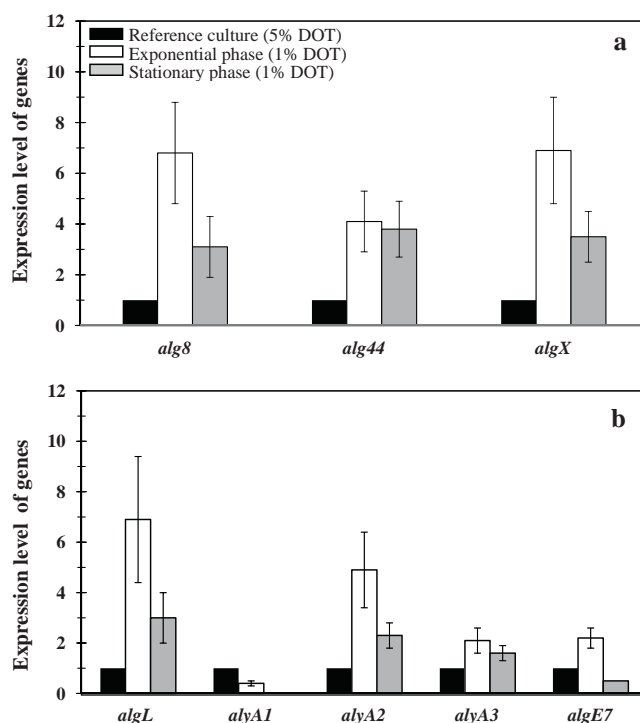 Reference culture (5% DOT)
Exponential phase (1% DOT)
Stationary phase (1% DOT)
a
Expression level of genes
12
10
8
6
4
2
0
alg8 alg44 algX
b
Expression level of genes
12
10
8
6
4
2
0
algL alyA1 alyA2 alyA3 algE7